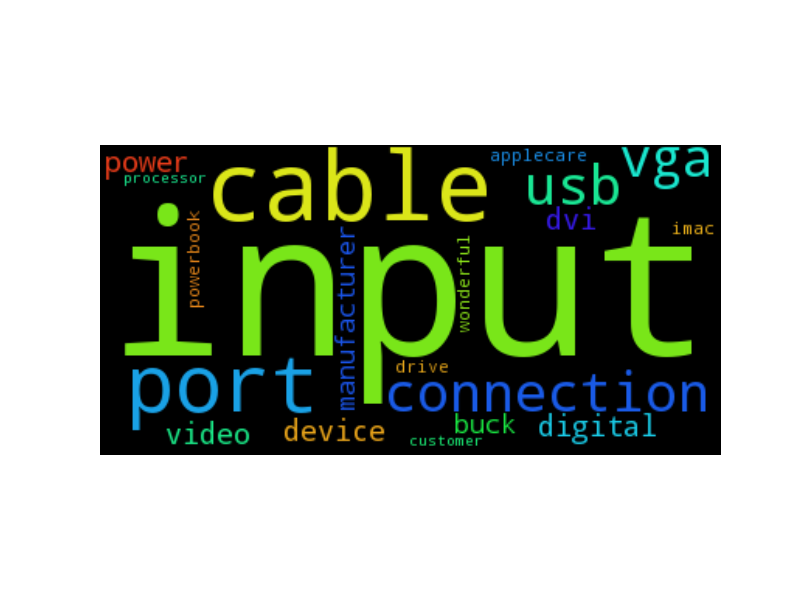 power
processor
cable
applecare
usb
vga
dvi
imac
powerbook
input
manufacturer
wonderful
port
drive
connection
video
device
customer
buck
digital